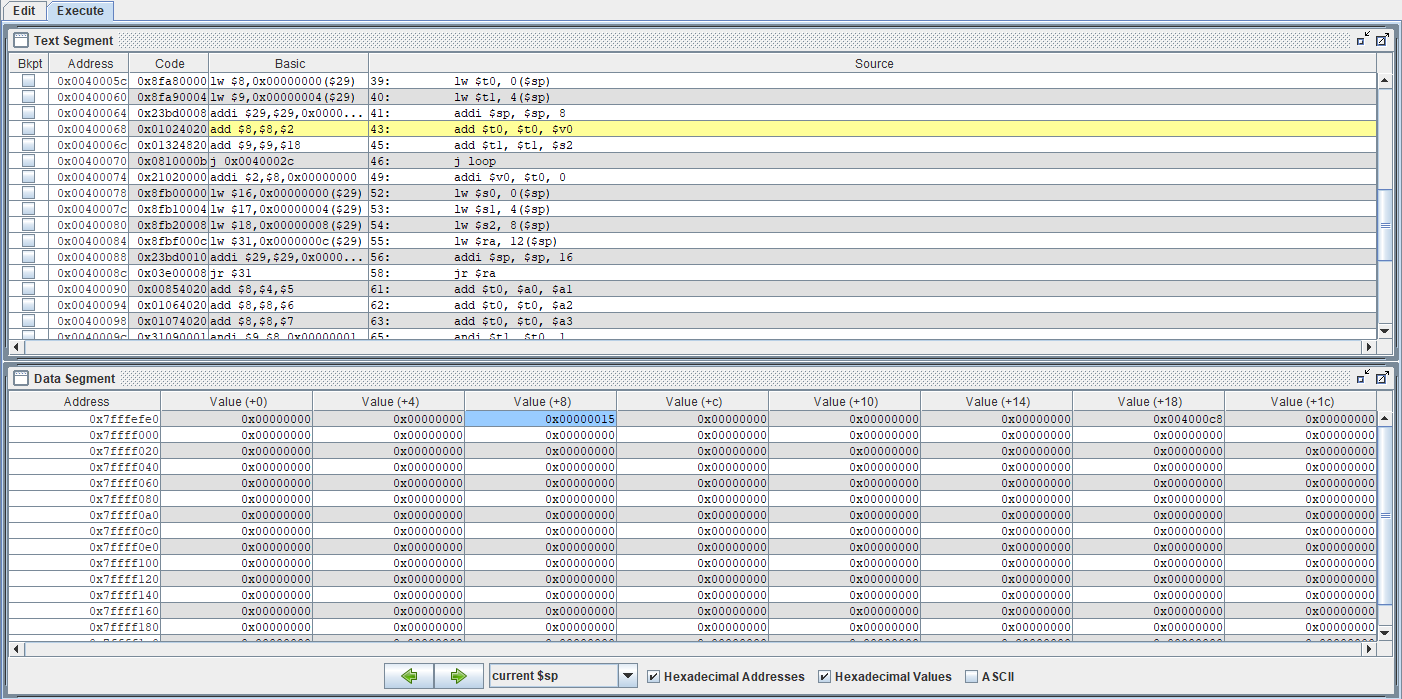 Edit Execute
Text Segment
Bkpt Address Code Basic Source
0x0040005c 0x8fa80000 lw $8,0x00000000($29) 39: lw $t0, 0($sp)
0x00400060 0x8fa90004 lw $9,0x00000004($29) 40: lw $t1, 4($sp)
0x00400064 0x23bd0008 addi $29,$29,0x0000... 41: addi $sp, $sp, 8
0x00400068 0x01024020 add $8,$8,$2 43: add $t0, $t0, $v0
0x0040006c 0x01324820 add $9,$9,$18 45: add $t1, $t1, $s2
0x00400070 0x0810000b j 0x0040002c 46: j loop
0x00400074 0x21020000 addi $2,$8,0x00000000 49: addi $v0, $t0, 0
0x00400078 0x8fb00000 lw $16,0x00000000($29) 52: lw $s0, 0($sp)
0x0040007c 0x8fb10004 lw $17,0x00000004($29) 53: lw $s1, 4($sp)
0x00400080 0x8fb20008 lw $18,0x00000008($29) 54: lw $s2, 8($sp)
0x00400084 0x8fbf000c lw $31,0x0000000c($29) 55: lw $ra, 12($sp)
0x00400088 0x23bd0010 addi $29,$29,0x0000... 56: addi $sp, $sp, 16
0x0040008c 0x03e00008 jr $31 58: jr $ra
0x00400090 0x00854020 add $8,$4,$5 61: add $t0, $a0, $a1
0x00400094 0x01064020 add $8,$8,$6 62: add $t0, $t0, $a2
0x00400098 0x01074020 add $8,$8,$7 63: add $t0, $t0, $a3
0x0040009c 0x31090001 andi $9,$8,0x00000001 65: andi $t1, $t0, 1
Data Segment
Address Value (+0) Value (+4) Value (+8) Value (+c) Value (+10) Value (+14) Value (+18) Value (+1c)
0x7fffefe0 0x00000000 0x00000000 0x00000015 0x00000000 0x00000000 0x00000000 0x004000c8 0x00000000
0x7ffff000 0x00000000 0x00000000 0x00000000 0x00000000 0x00000000 0x00000000 0x00000000 0x00000000
0x7ffff020 0x00000000 0x00000000 0x00000000 0x00000000 0x00000000 0x00000000 0x00000000 0x00000000
0x7ffff040 0x00000000 0x00000000 0x00000000 0x00000000 0x00000000 0x00000000 0x00000000 0x00000000
0x7ffff060 0x00000000 0x00000000 0x00000000 0x00000000 0x00000000 0x00000000 0x00000000 0x00000000
0x7ffff080 0x00000000 0x00000000 0x00000000 0x00000000 0x00000000 0x00000000 0x00000000 0x00000000
0x7ffff0a0 0x00000000 0x00000000 0x00000000 0x00000000 0x00000000 0x00000000 0x00000000 0x00000000
0x7ffff0c0 0x00000000 0x00000000 0x00000000 0x00000000 0x00000000 0x00000000 0x00000000 0x00000000
0x7ffff0e0 0x00000000 0x00000000 0x00000000 0x00000000 0x00000000 0x00000000 0x00000000 0x00000000
0x7ffff100 0x00000000 0x00000000 0x00000000 0x00000000 0x00000000 0x00000000 0x00000000 0x00000000
0x7ffff120 0x00000000 0x00000000 0x00000000 0x00000000 0x00000000 0x00000000 0x00000000 0x00000000
0x7ffff140 0x00000000 0x00000000 0x00000000 0x00000000 0x00000000 0x00000000 0x00000000 0x00000000
0x7ffff160 0x00000000 0x00000000 0x00000000 0x00000000 0x00000000 0x00000000 0x00000000 0x00000000
0x7ffff180 0x00000000 0x00000000 0x00000000 0x00000000 0x00000000 0x00000000 0x00000000 0x00000000
current $sp Hexadecimal Addresses Hexadecimal Values ASCII